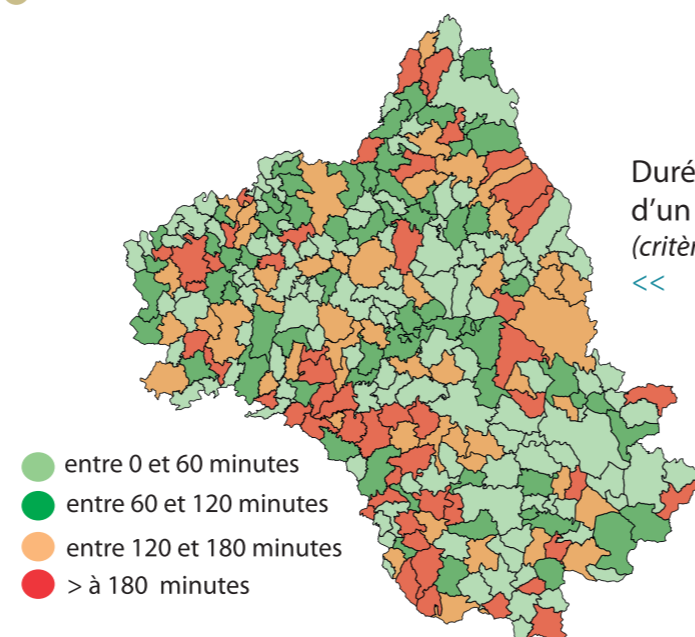 Duré
d'un
(critèr
<<
entre 0 et 60 minutes
entre 60 et 120 minutes
entre 120 et 180 minutes
> à 180 minutes